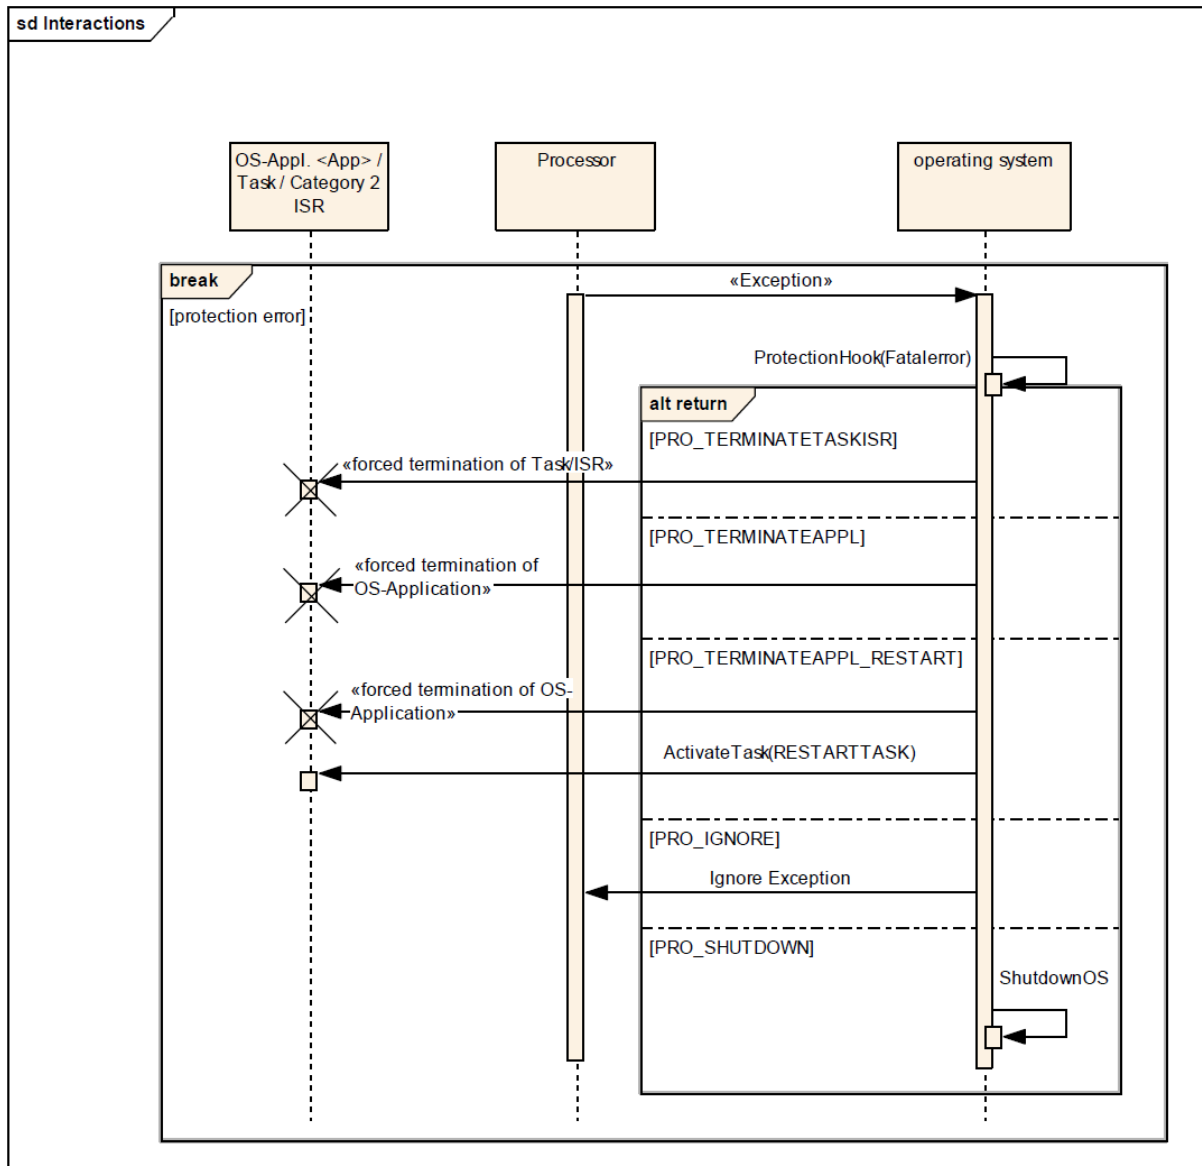 sd Interactions
OS-Appl. <App> /
Task / Category 2
ISR
Processor
operating system
break
«Exception»
[protection error]
ProtectionHook(Fatalerror)
alt return
[PRO_TERMINATETASKISR]
«forced termination of Task/ISR»
[PRO_TERMINATEAPPL]
«forced termination of
OS-Application»
[PRO_TERMINATEAPPL_RESTART]
«forced termination of OS-
Application»
ActivateTask(RESTARTTASK)
[PRO_IGNORE]
Ignore Exception
[PRO_SHUTDOWN]
ShutdownOS